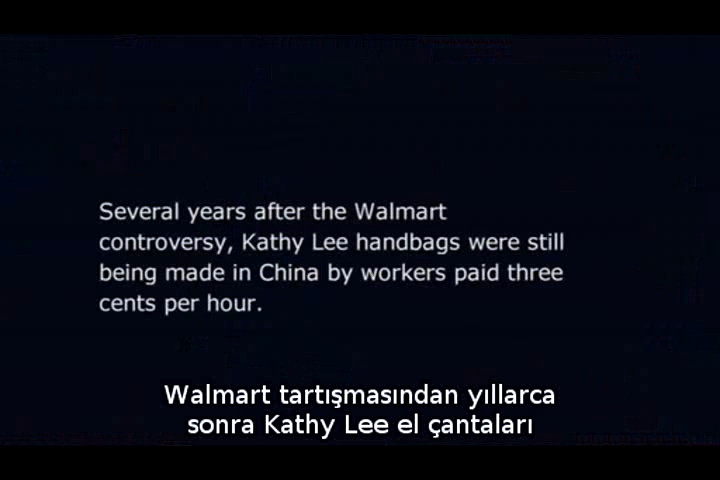 Several years after the Walmart
controversy, Kathy Lee handbags were still
being made in China by workers paid three
cents per hour.
Walmart tartışmasından yıllarca
sonra Kathy Lee el çantaları